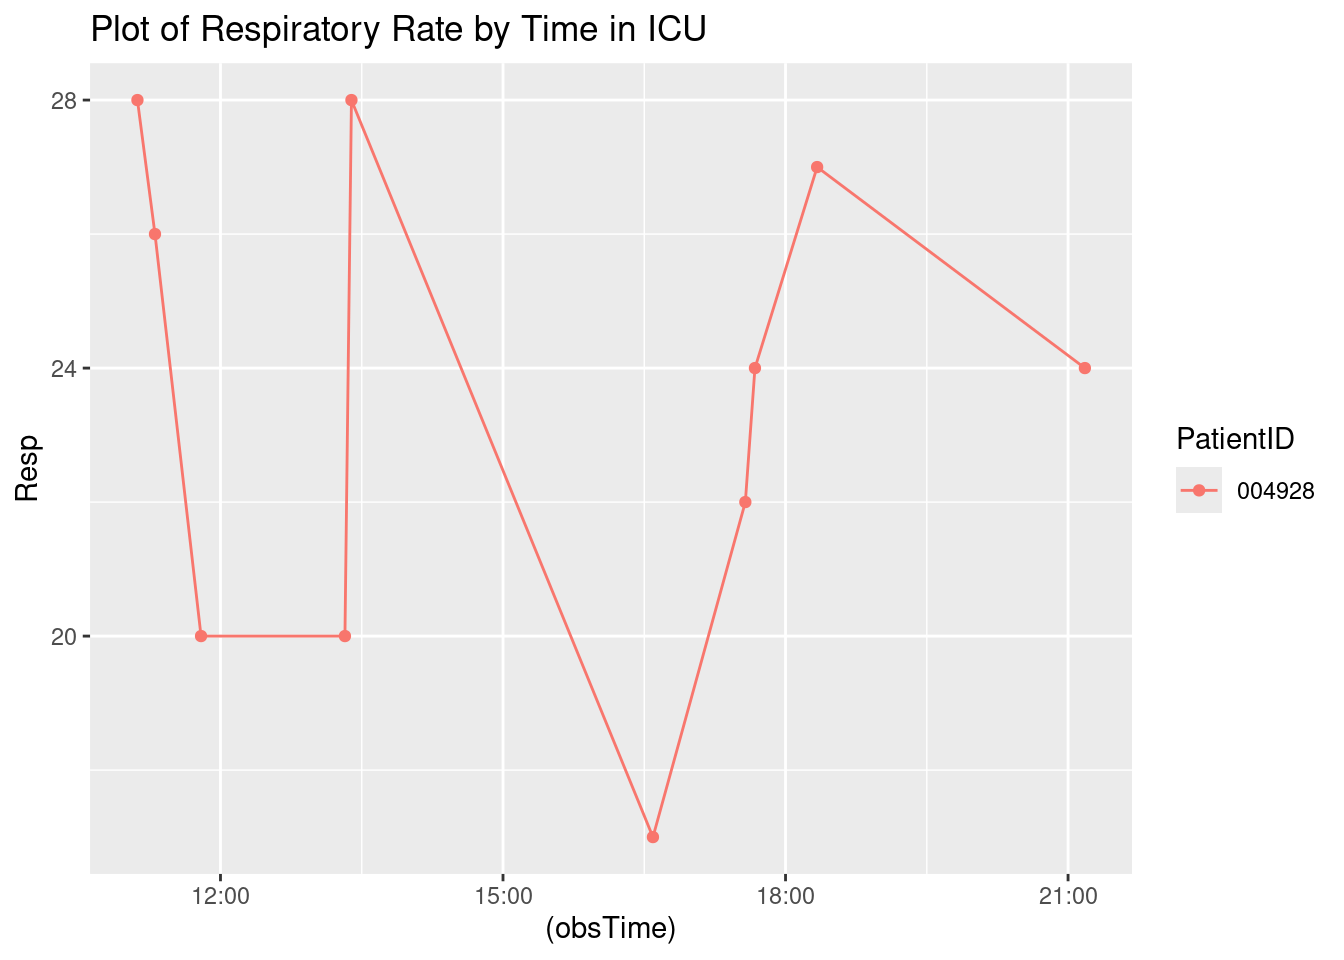 Plot of Respiratory Rate by Time in ICU
28
24
20
Resp
12:00
15:00
18:00
21:00
(obsTime)
PatientID
004928